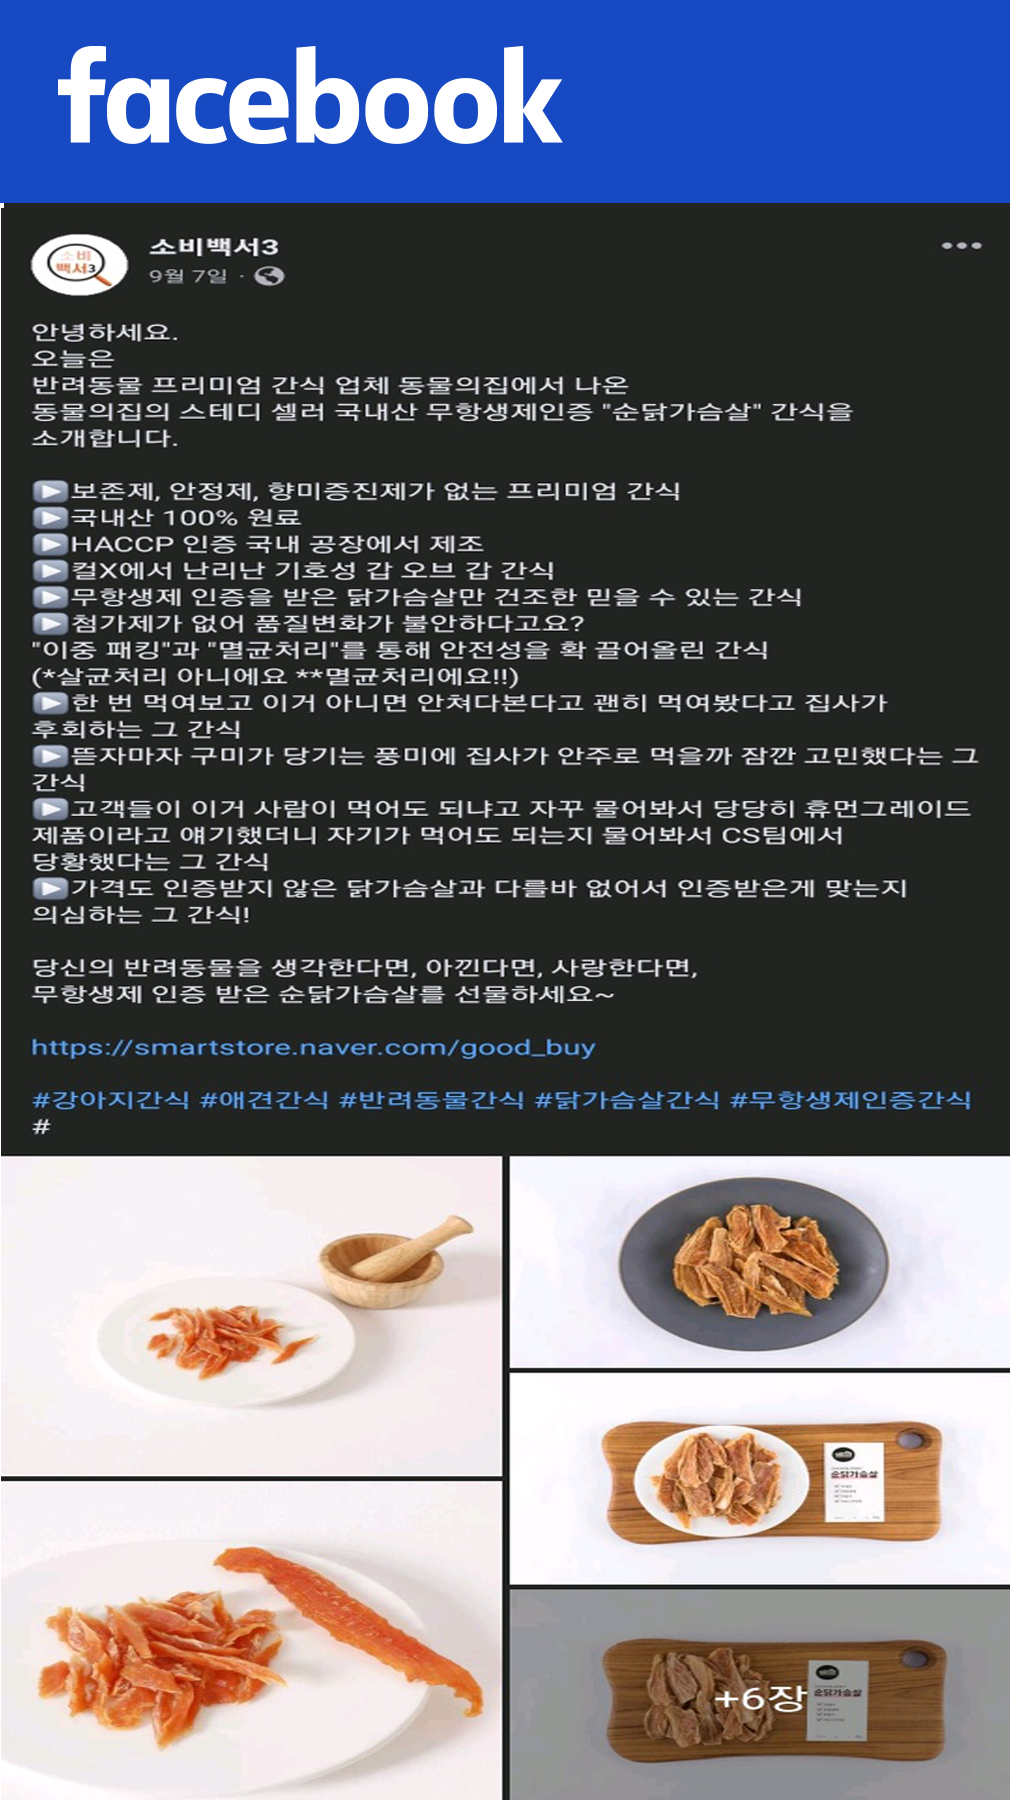 facebook
소비
백서3
소비백서3
9월 7일 ·
안녕하세요.
오늘은
반려동물 프리미엄 간식 업체 동물의집에서 나온
동물의집의 스테디 셀러 국내산 무항생제인증 "순닭가슴살" 간식을
소개합니다.
▶보존제, 안정제, 향미증진제가 없는 프리미엄 간식
▶국내산 100% 원료
▶HACCP 인증 국내 공장에서 제조
▶컬X에서 난리난 기호성 갑 오브 갑 간식
▶무항생제 인증을 받은 닭가슴살만 건조한 믿을 수 있는 간식
▶첨가제가 없어 품질변화가 불안하다고요?
"이중 패킹"과 "멸균처리"를 통해 안전성을 확 끌어올린 간식
(*살균처리 아니에요 **멸균처리에요!!)
▶한 번 먹여보고 이거 아니면 안쳐다본다고 괜히 먹여봤다고 집사가
후회하는 그 간식
▶뜯자마자 구미가 당기는 풍미에 집사가 안주로 먹을까 잠깐 고민했다는 그
간식
▶고객들이 이거 사람이 먹어도 되냐고 자꾸 물어봐서 당당히 휴먼그레이드
제품이라고 얘기했더니 자기가 먹어도 되는지 물어봐서 CS팀에서
당황했다는 그 간식
▶가격도 인증받지 않은 닭가슴살과 다를바 없어서 인증받은게 맞는지
의심하는 그 간식!
당신의 반려동물을 생각한다면, 아낀다면, 사랑한다면,
무항생제 인증 받은 순닭가슴살를 선물하세요~
https://smartstore.naver.com/good_buy
#강아지간식 #애견간식 #반려동물간식 #닭가슴살간식 #무항생제인증간식
#
순닭가슴살
+6장
순닭가슴살